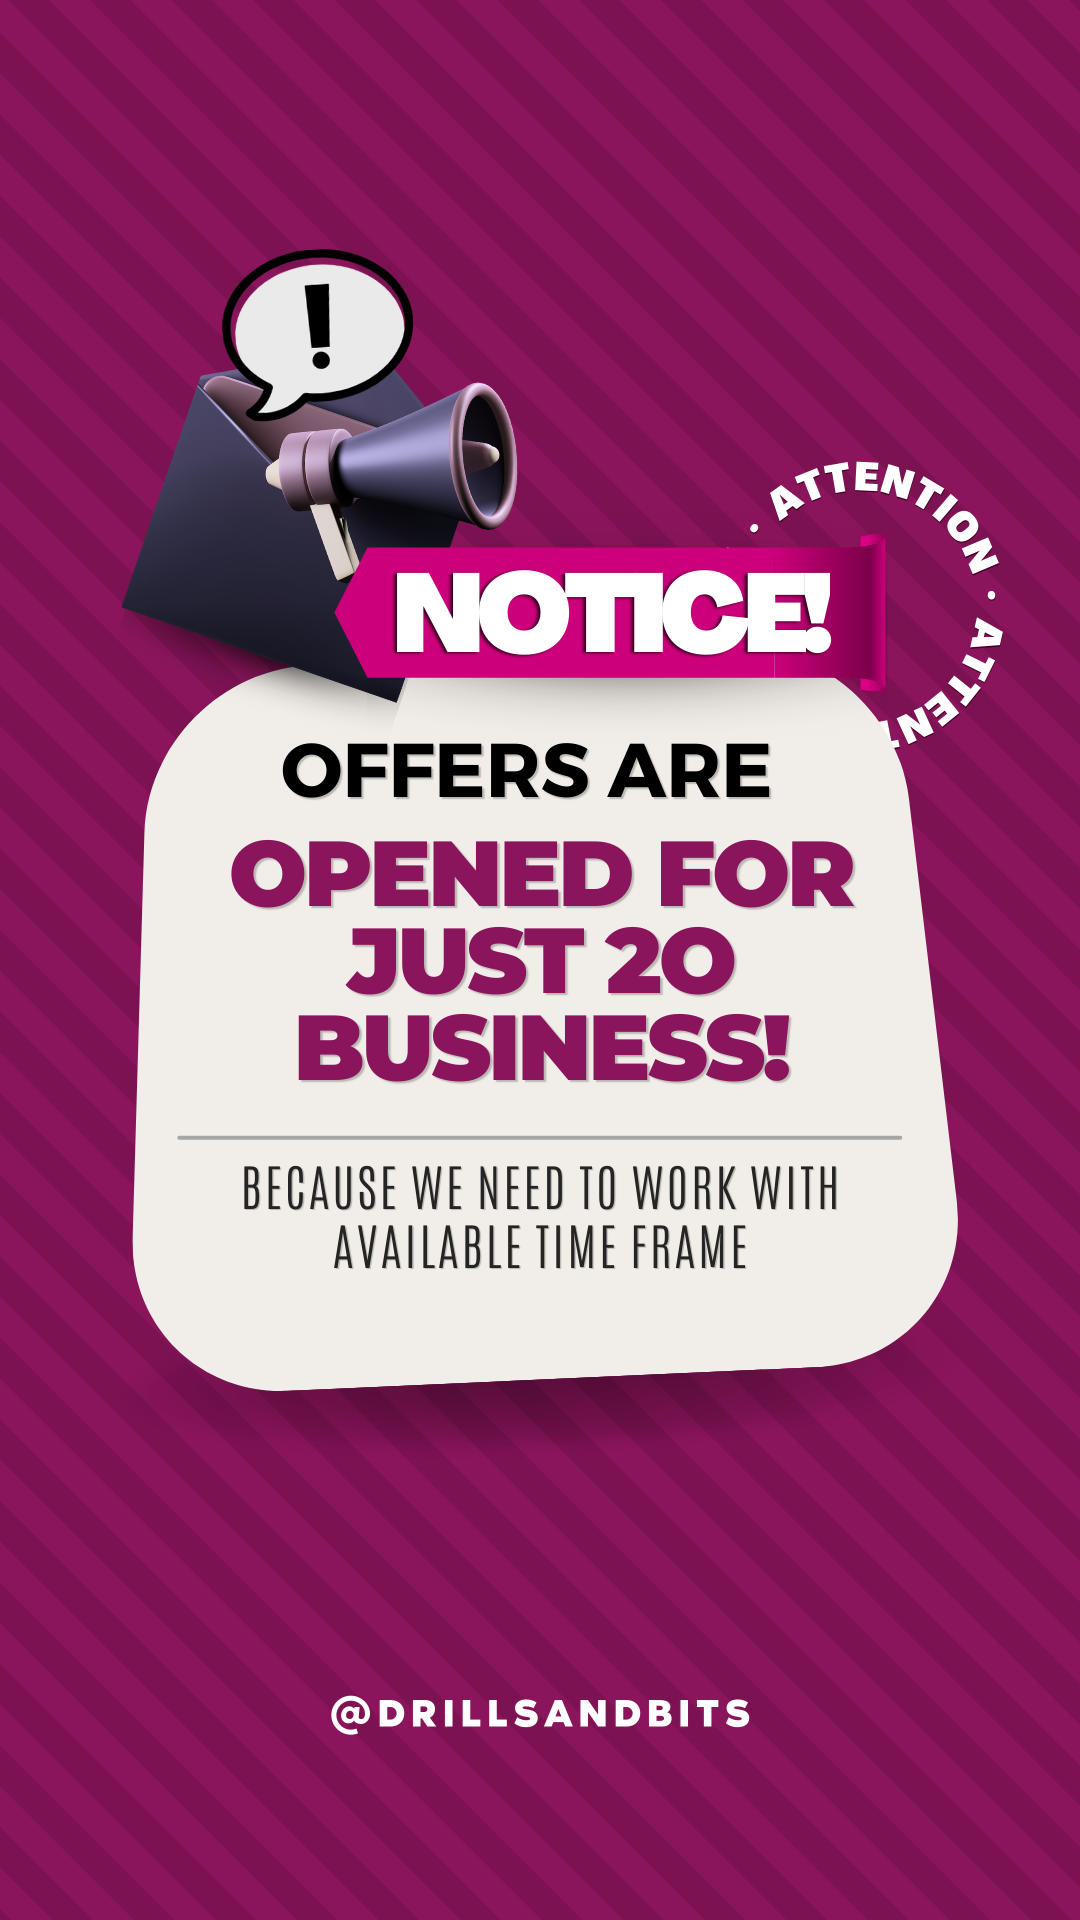 !
· ATTENTION · ATTENT
NOTICE!
OFFERS ARE
OPENED FOR
JUST 20
BUSINESS!
BECAUSE WE NEED TO WORK WITH
AVAILABLE TIME FRAME
@DRILLSANDBITS